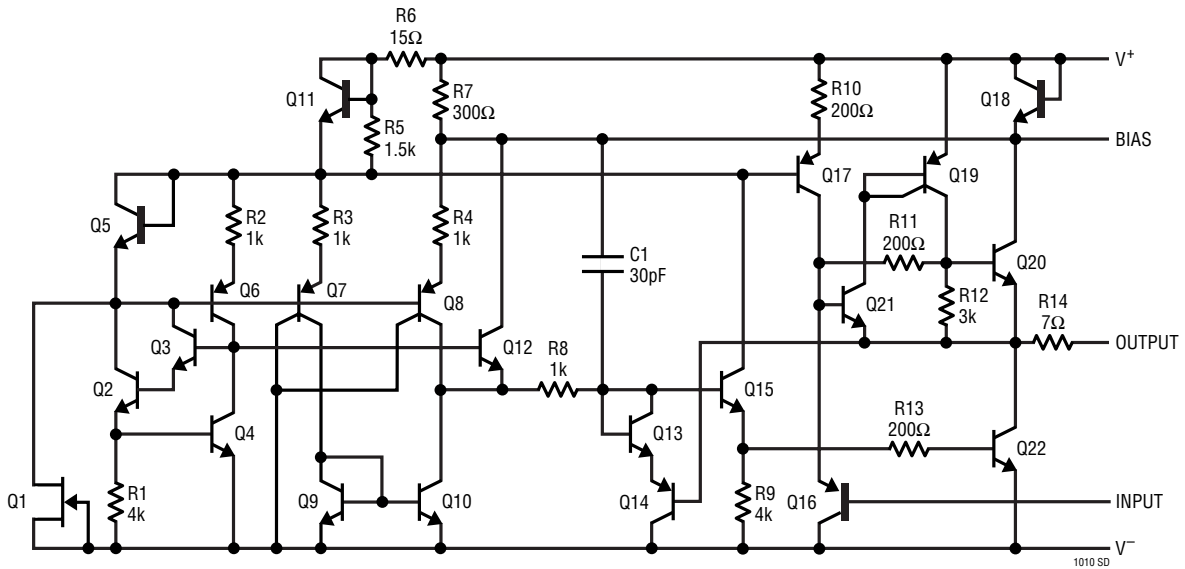 R6
15Ω
V+
Q11
R7
300Ω
R10
200Ω
Q18
R5
1.5k
BIAS
Q17
Q19
Q5
R2
1k
R3
1k
R4
1k
R11
200Ω
C1
30pF
Q20
Q6
Q7
Q8
Q21
R12
3k
R14
7Ω
Q3
Q12
R8
1k
OUTPUT
Q2
Q15
Q4
Q13
R13
200Ω
Q22
Q1
R1
4k
Q9
Q10
Q14
R9
4k
Q16
INPUT
V–
1010 SD